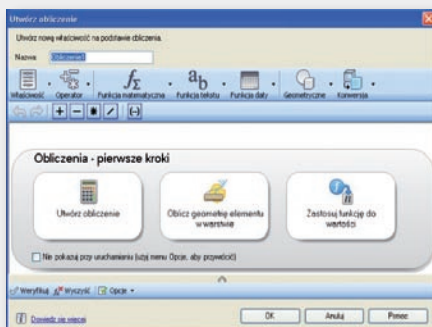 Utwórz obliczenie
Utwórz nową właściwość na podstawie obliczenia.
Nazwa Obliczenia1
Właściwość Operator Funkcja matematyczna Funkcja tekstu Funkcja daty Geometryczne Konwersja
Obliczenia - pierwsze kroki
Utwórz obliczenie
Oblicz geometrię elementu w warstwie
Zastosuj funkcję do wartości
Nie pokazuj przy uruchamianiu (użyj menu Opcje, aby przywrócić)
Weryfikuj Wyczyść Opcje
Dowiedz się więcej
OK Anuluj Pomoc